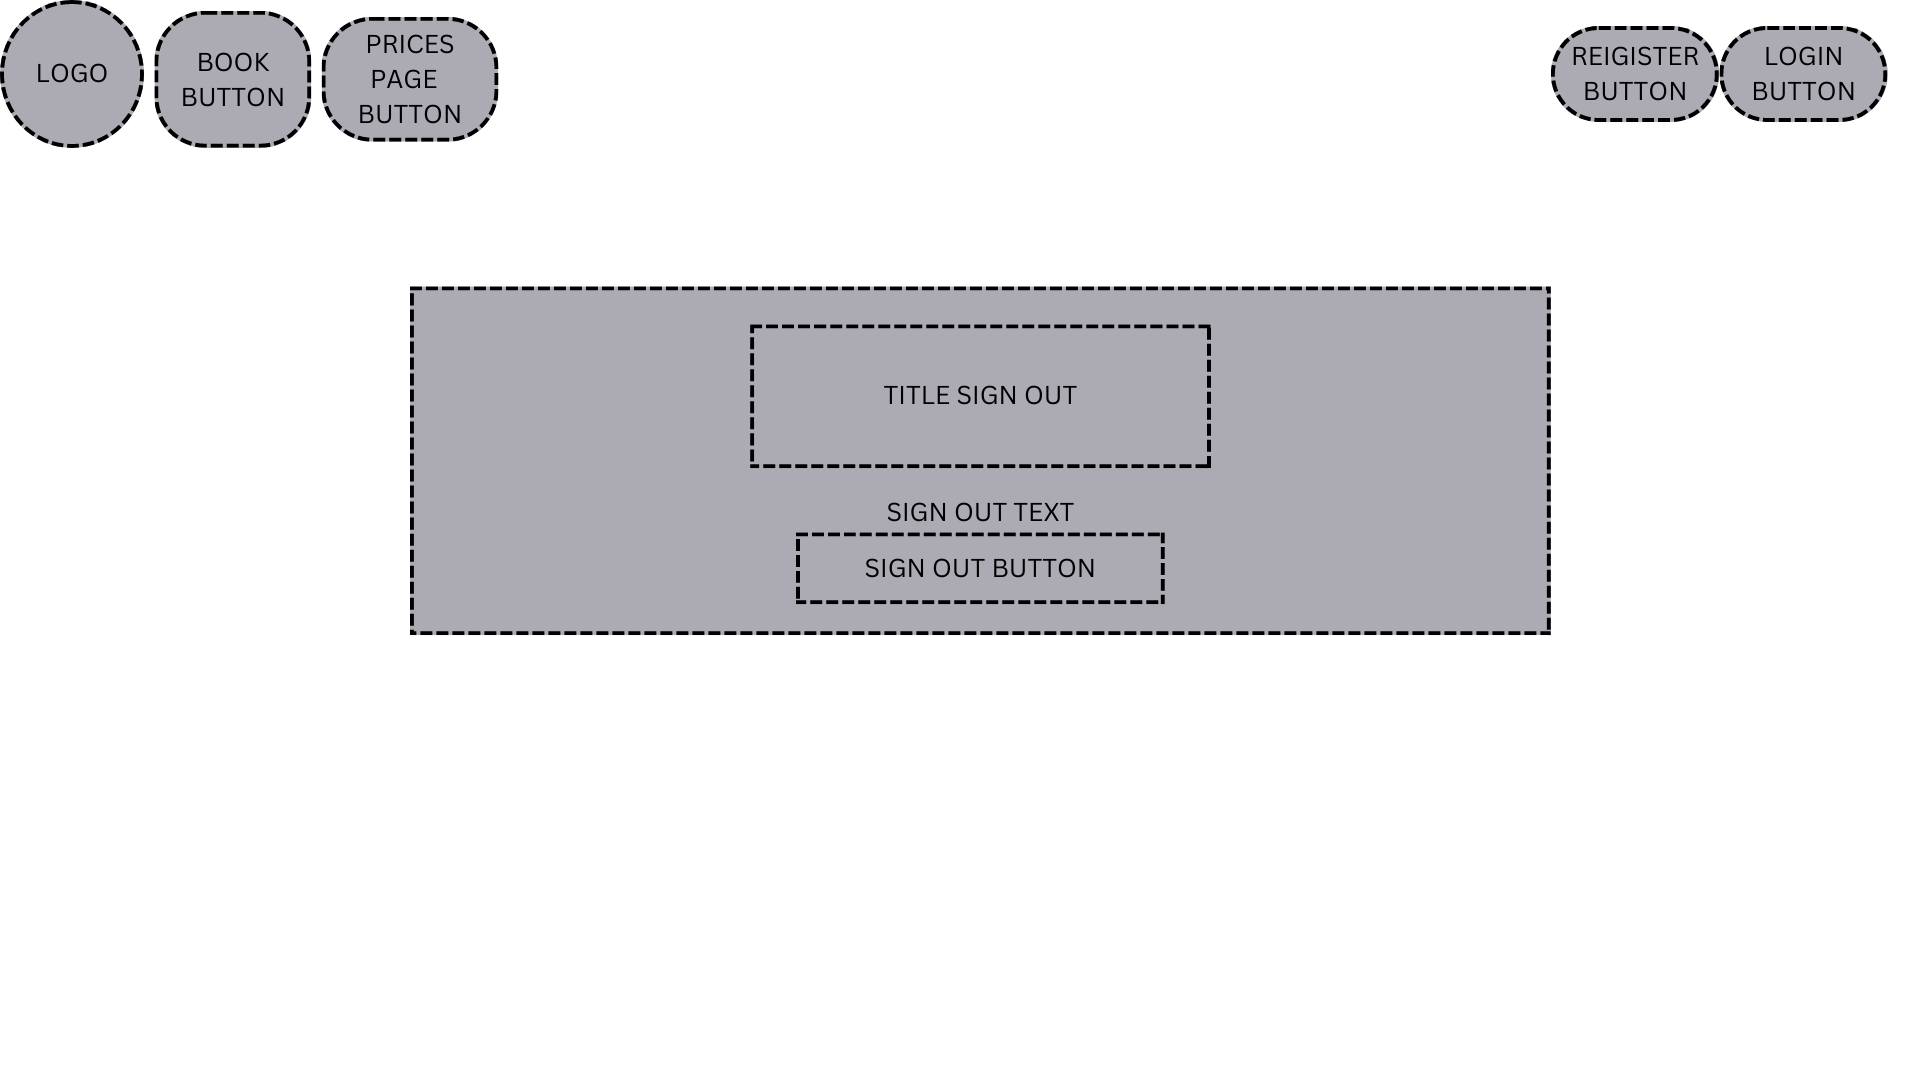 LOGO
BOOK
BUTTON
PRICES
PAGE
BUTTON
REIGISTER
BUTTON
LOGIN
BUTTON
TITLE SIGN OUT
SIGN OUT TEXT
SIGN OUT BUTTON